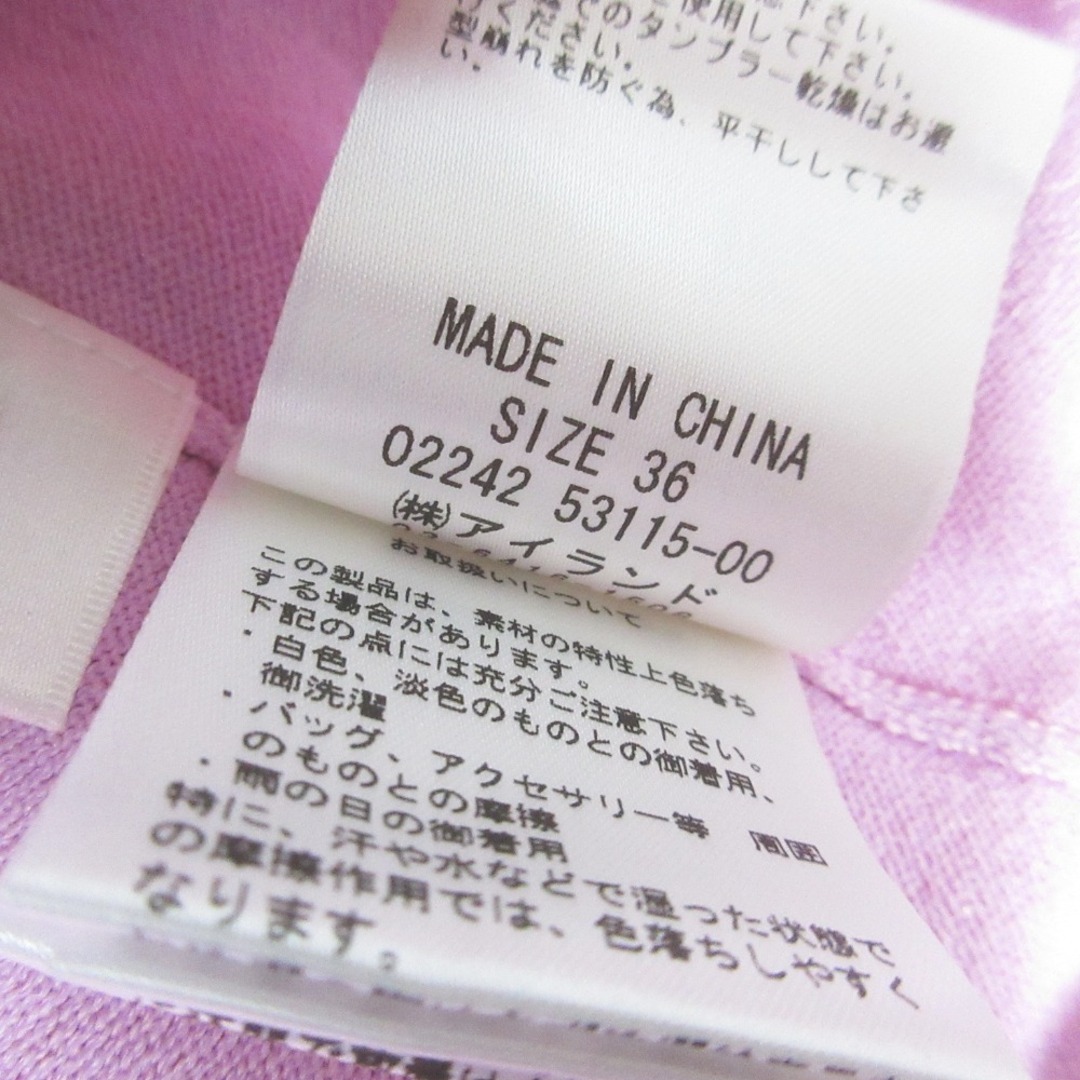 使用して下さい。
でのタンブラー乾燥はお避
けください。
型崩れを防ぐ為、平干しして下さ
い。
MADE IN CHINA
SIZE 36
02242 53115-00
(株)アイランド
お取扱いについて
この製品は、素材の特性上色落ち
する場合があります。
下記の点には充分ご注意下さい。
・白色、淡色のものとの御着用、
御洗濯
・バッグ、アクセサリー等 周囲
のものとの摩擦
・雨の日の御着用
特に、汗や水などで湿った状態で
の摩擦作用では、色落ちしやすく
なります。